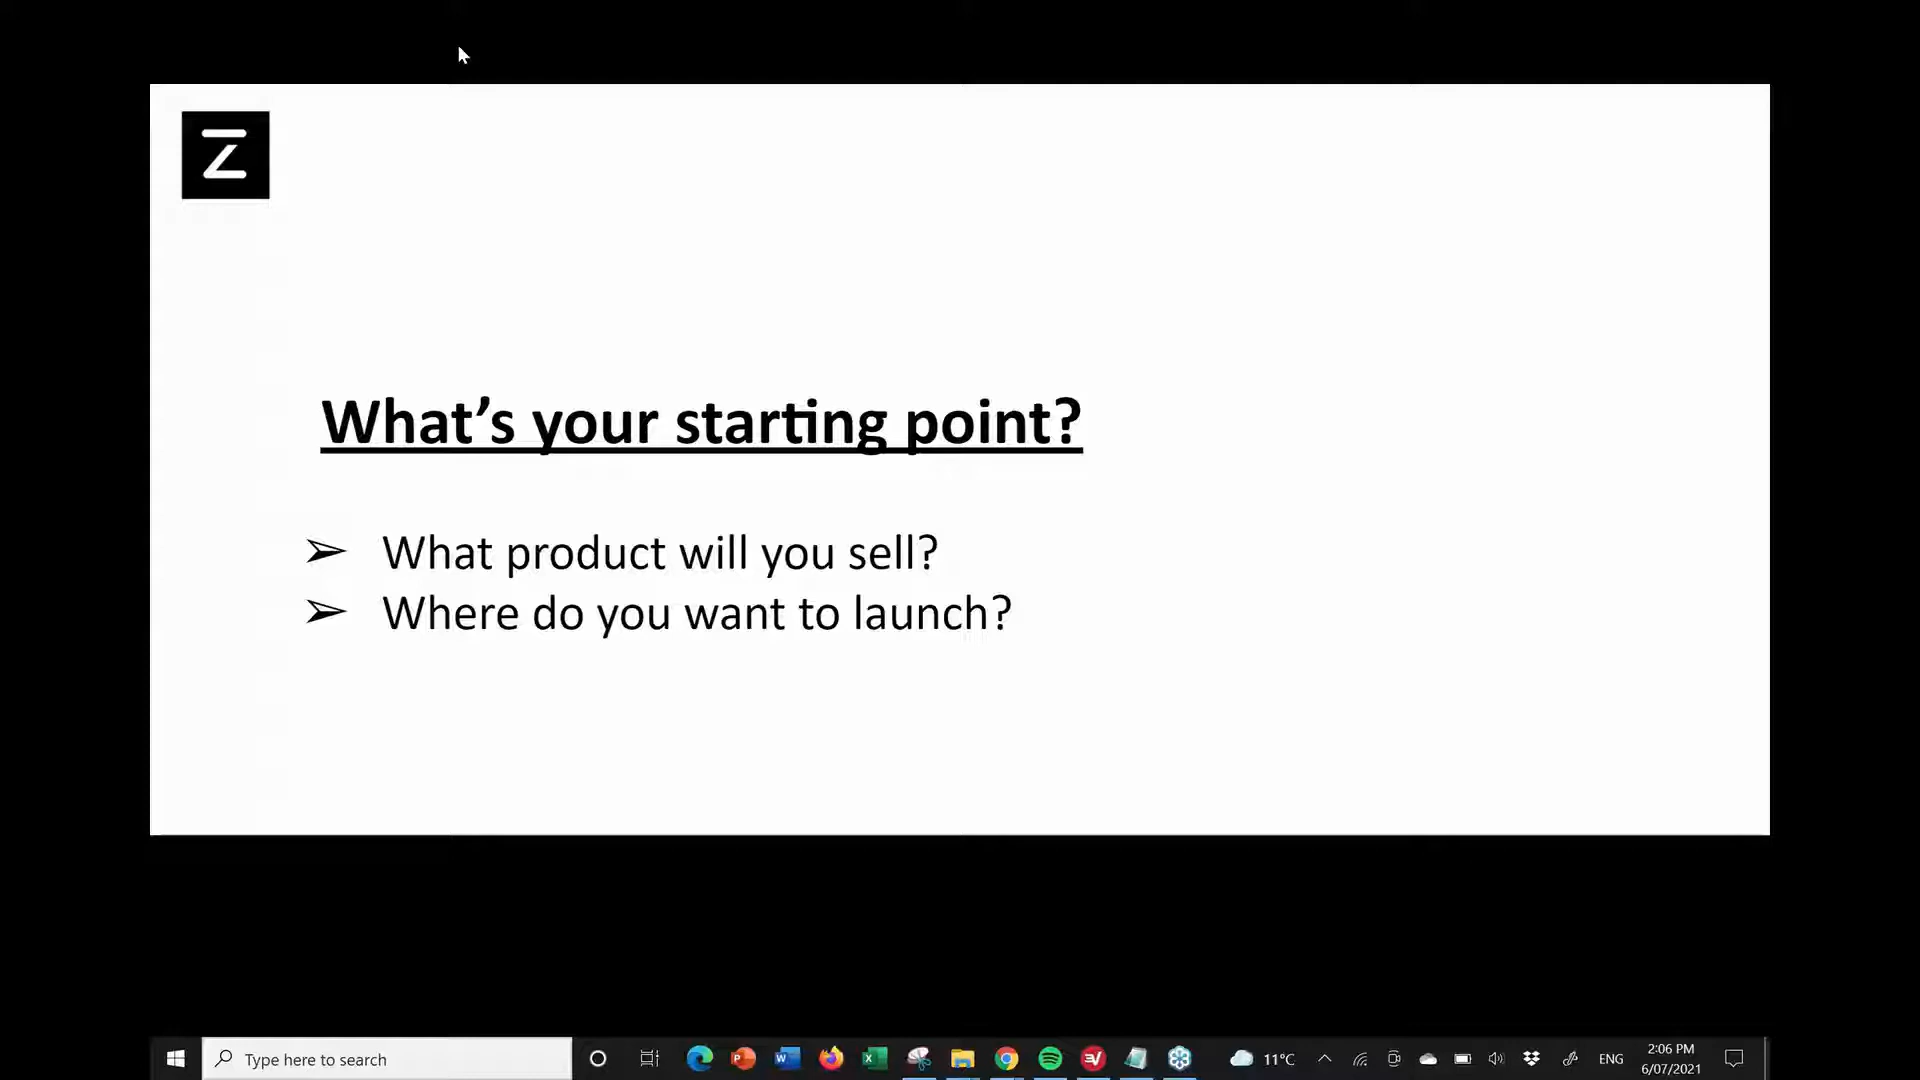 Z
What's your starting point?
➢ What product will you sell?
➢ Where do you want to launch?
Type here to search
11°C
ENG
2:06 PM
6/07/2021